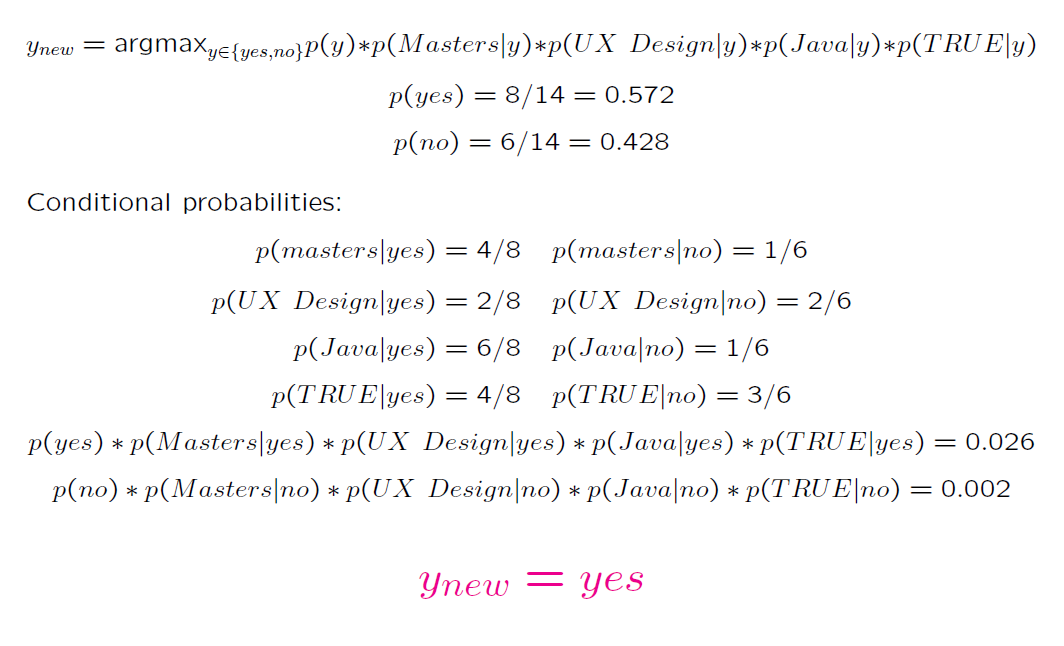 y_new = argmax_y∈{yes,no} p(y)∗p(Masters|y)∗p(UX Design|y)∗p(Java|y)∗p(TRUE|y)
p(yes) = 8/14 = 0.572
p(no) = 6/14 = 0.428
Conditional probabilities:
p(masters|yes) = 4/8 p(masters|no) = 1/6
p(UX Design|yes) = 2/8 p(UX Design|no) = 2/6
p(Java|yes) = 6/8 p(Java|no) = 1/6
p(TRUE|yes) = 4/8 p(TRUE|no) = 3/6
p(yes) ∗ p(Masters|yes) ∗ p(UX Design|yes) ∗ p(Java|yes) ∗ p(TRUE|yes) = 0.026
p(no) ∗ p(Masters|no) ∗ p(UX Design|no) ∗ p(Java|no) ∗ p(TRUE|no) = 0.002
y_new = yes